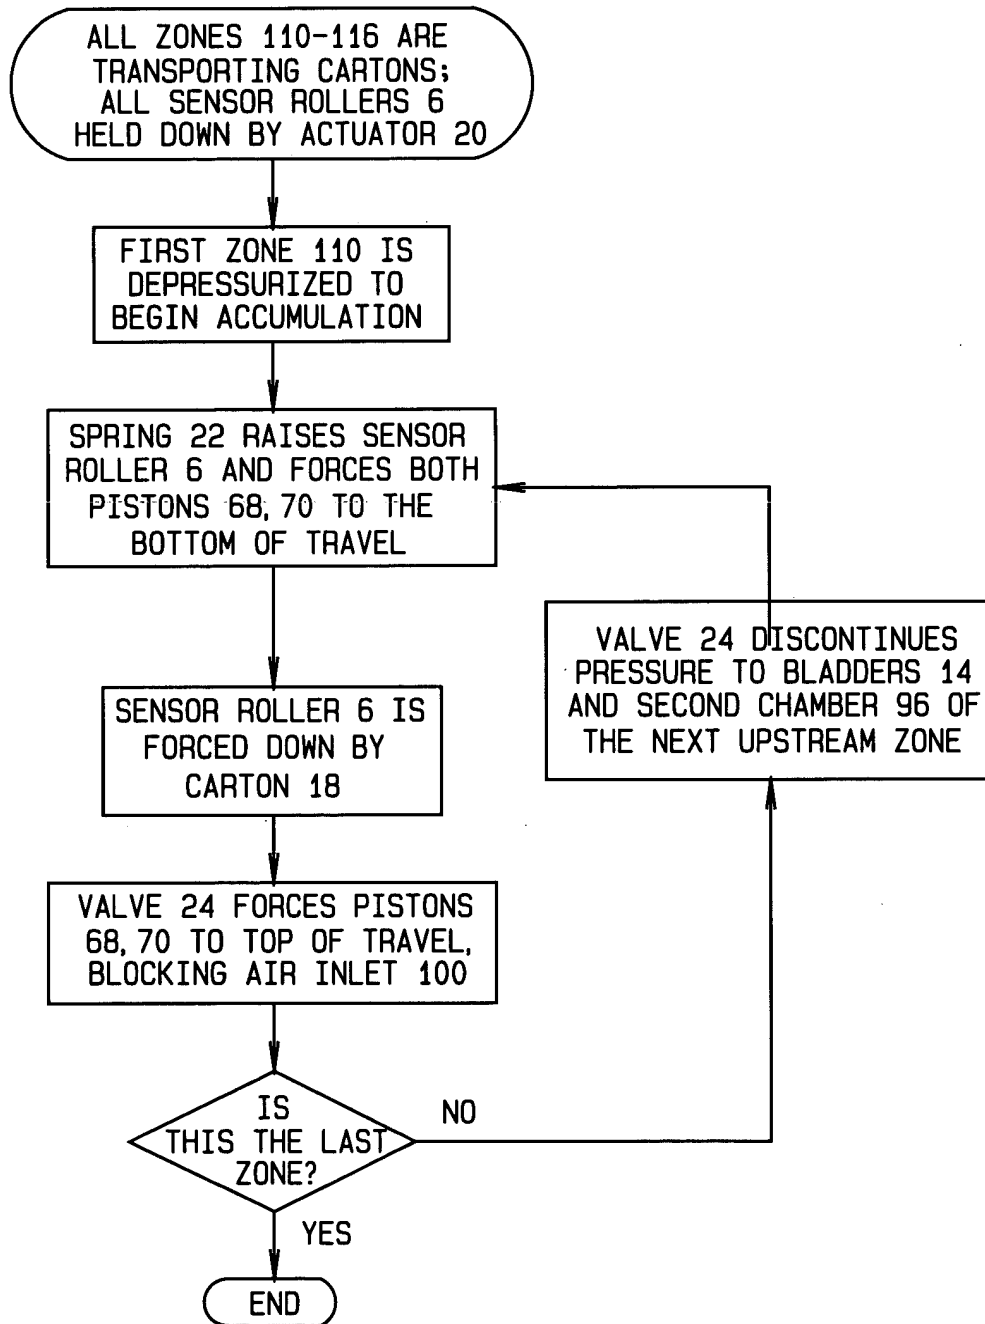 ALL ZONES 110-116 ARE
TRANSPORTING CARTONS;
ALL SENSOR ROLLERS 6
HELD DOWN BY ACTUATOR 20
FIRST ZONE 110 IS
DEPRESSURIZED TO
BEGIN ACCUMULATION
SPRING 22 RAISES SENSOR
ROLLER 6 AND FORCES BOTH
PISTONS 68, 70 TO THE
BOTTOM OF TRAVEL
VALVE 24 DISCONTINUES
PRESSURE TO BLADDERS 14
AND SECOND CHAMBER 96 OF
THE NEXT UPSTREAM ZONE
SENSOR ROLLER 6 IS
FORCED DOWN BY
CARTON 18
VALVE 24 FORCES PISTONS
68, 70 TO TOP OF TRAVEL,
BLOCKING AIR INLET 100
IS
THIS THE LAST
ZONE?
NO
YES
END